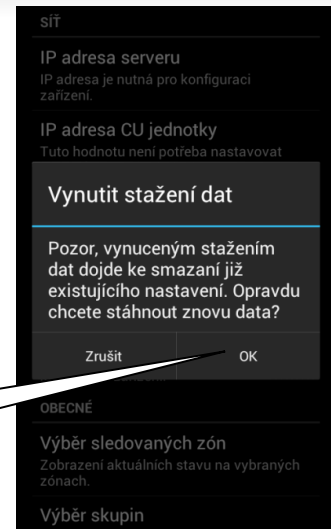 SÍŤ
IP adresa serveru
IP adresa je nutná pro konfiguraci
zařízení.
IP adresa CU jednotky
Tuto hodnotu není potřeba nastavovat
Vynutit stažení dat
Pozor, vynuceným stažením
dat dojde ke smazaní již
existujícího nastavení. Opravdu
chcete stáhnout znovu data?
Zrušit
OK
OBECNÉ
Výběr sledovaných zón
Zobrazení aktuálních stavu na vybraných
zónach.
Výběr skupin